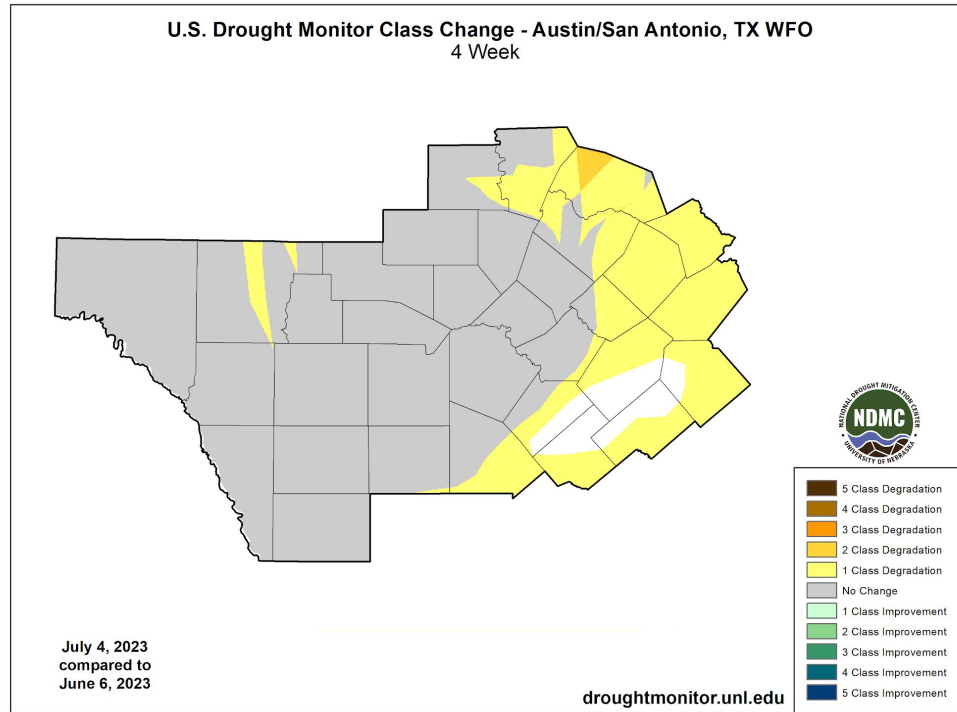 U.S. Drought Monitor Class Change - Austin/San Antonio, TX WFO
4 Week
NATIONAL DROUGHT MITIGATION CENTER
NDMC
UNIVERSITY OF NEBRASKA
5 Class Degradation
4 Class Degradation
3 Class Degradation
2 Class Degradation
1 Class Degradation
No Change
1 Class Improvement
2 Class Improvement
3 Class Improvement
4 Class Improvement
5 Class Improvement
July 4, 2023
compared to
June 6, 2023
droughtmonitor.unl.edu